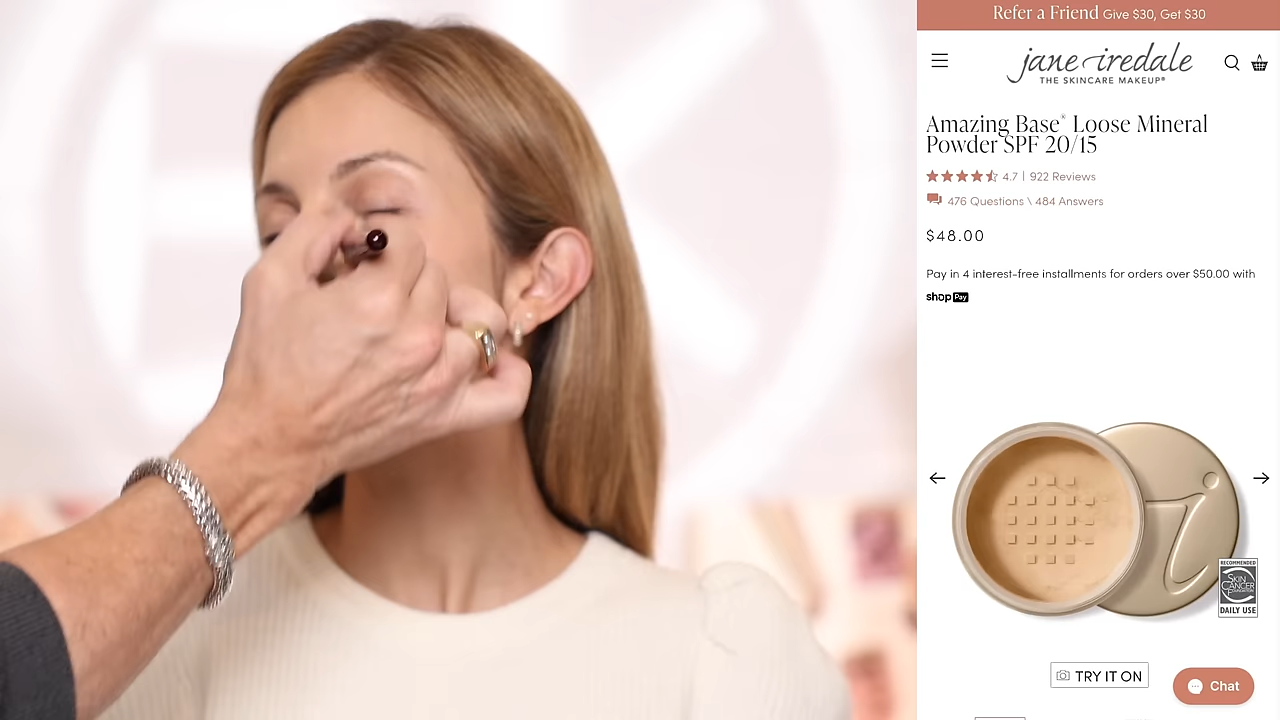 Refer a Friend Give $30, Get $30
jane iredale
THE SKINCARE MAKEUP®
Amazing Base® Loose Mineral
Powder SPF 20/15
4.7 | 922 Reviews
476 Questions \ 484 Answers
$48.00
Pay in 4 interest-free installments for orders over $50.00 with
shop Pay
RECOMMENDED
SKIN
CANCER
FOUNDATION
DAILY USE
TRY IT ON
Chat